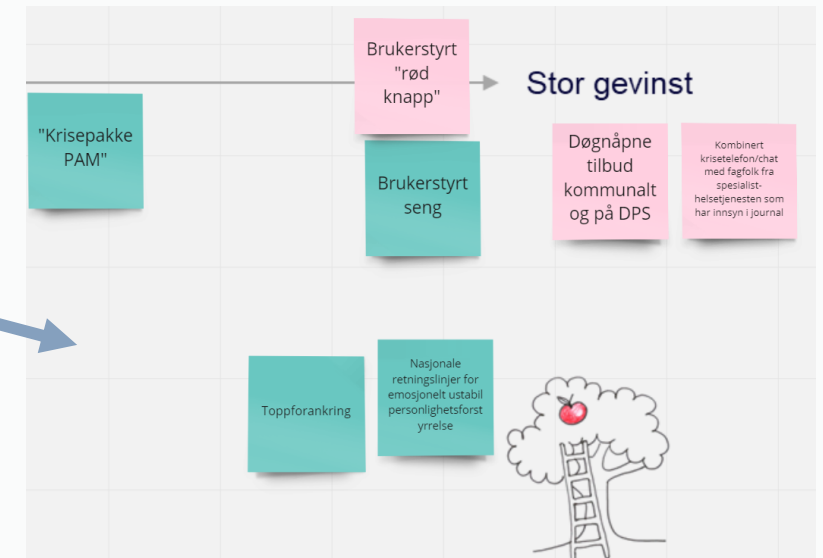 Brukerstyrt
"rød
knapp"
Stor gevinst
"Krisepakke
PAM"
Brukerstyrt
seng
Døgnåpne
tilbud
kommunalt
og på DPS
Kombinert
krisetelefon/chat
med fagfolk fra
spesialist-
helsetjenesten som
har innsyn i journal
Toppforankring
Nasjonale
retningslinjer for
emosjonelt ustabil
personlighetsforst
yrrelse